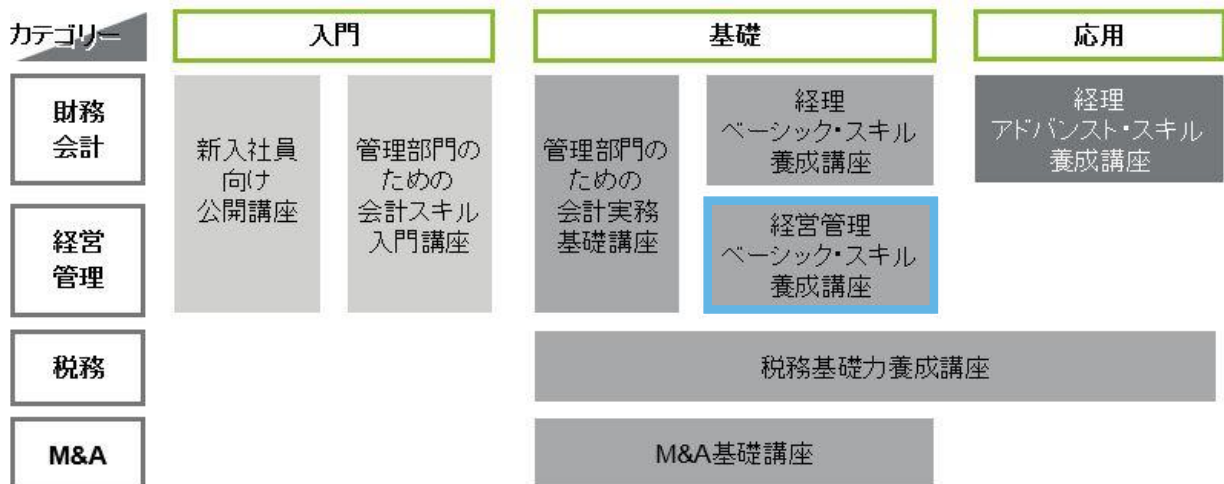 カテゴリー
入門
基礎
応用
財務
会計
新入社員
向け
公開講座
管理部門の
ための
会計スキル
入門講座
管理部門の
ための
会計実務
基礎講座
経理
ベーシック・スキル
養成講座
経理
アドバンスト・スキル
養成講座
経営
管理
経営管理
ベーシック・スキル
養成講座
税務
税務基礎力養成講座
M&A
M&A基礎講座